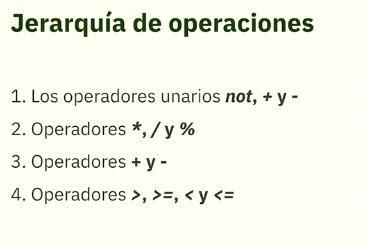 Jerarquía de operaciones
1. Los operadores unarios not, + y -
2. Operadores *, / y %
3. Operadores + y -
4. Operadores >, >=, < y <=